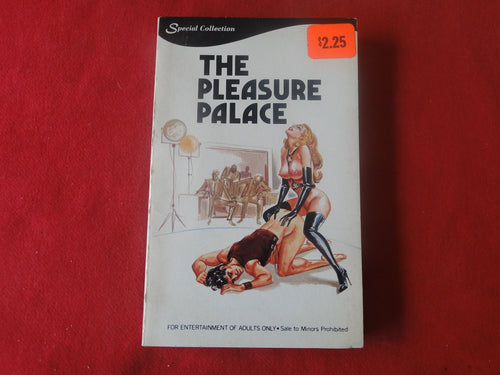 Special Collection
$2.25
THE
PLEASURE
PALACE
FOR ENTERTAINMENT OF ADULTS ONLY • Sale to Minors Prohibited